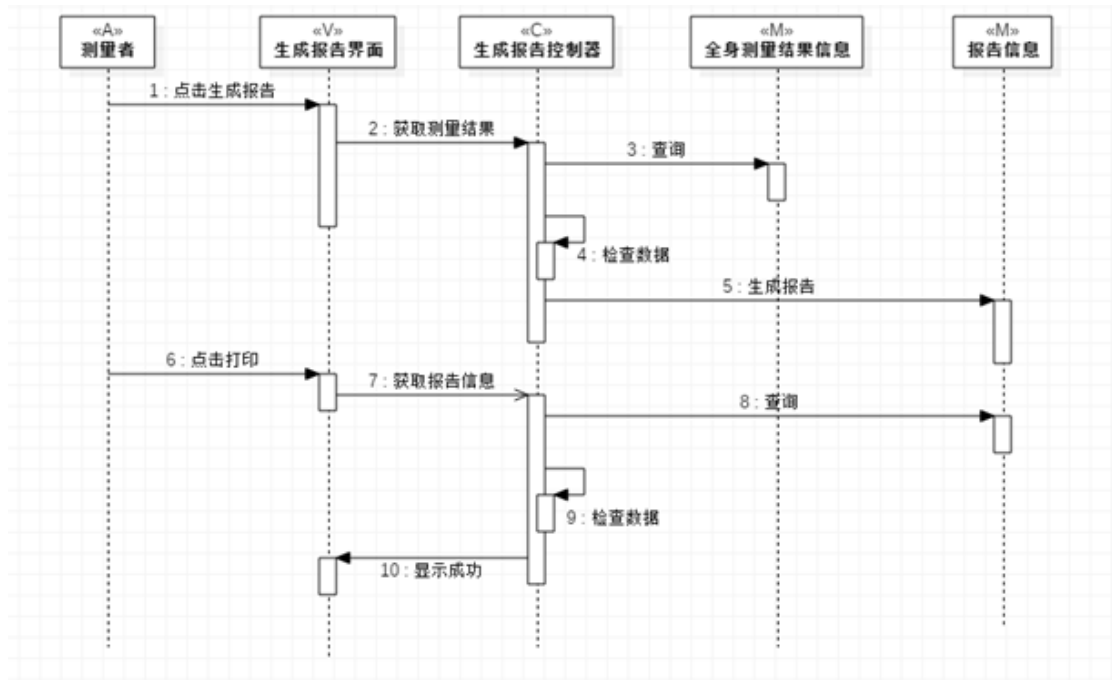 «A»
测量者
«V»
生成报告界面
«C»
生成报告控制器
«M»
全身测量结果信息
«M»
报告信息
1 : 点击生成报告
2 : 获取测量结果
3 : 查询
4 : 检查数据
5 : 生成报告
6 : 点击打印
7 : 获取报告信息
8 : 查询
9 : 检查数据
10 : 显示成功